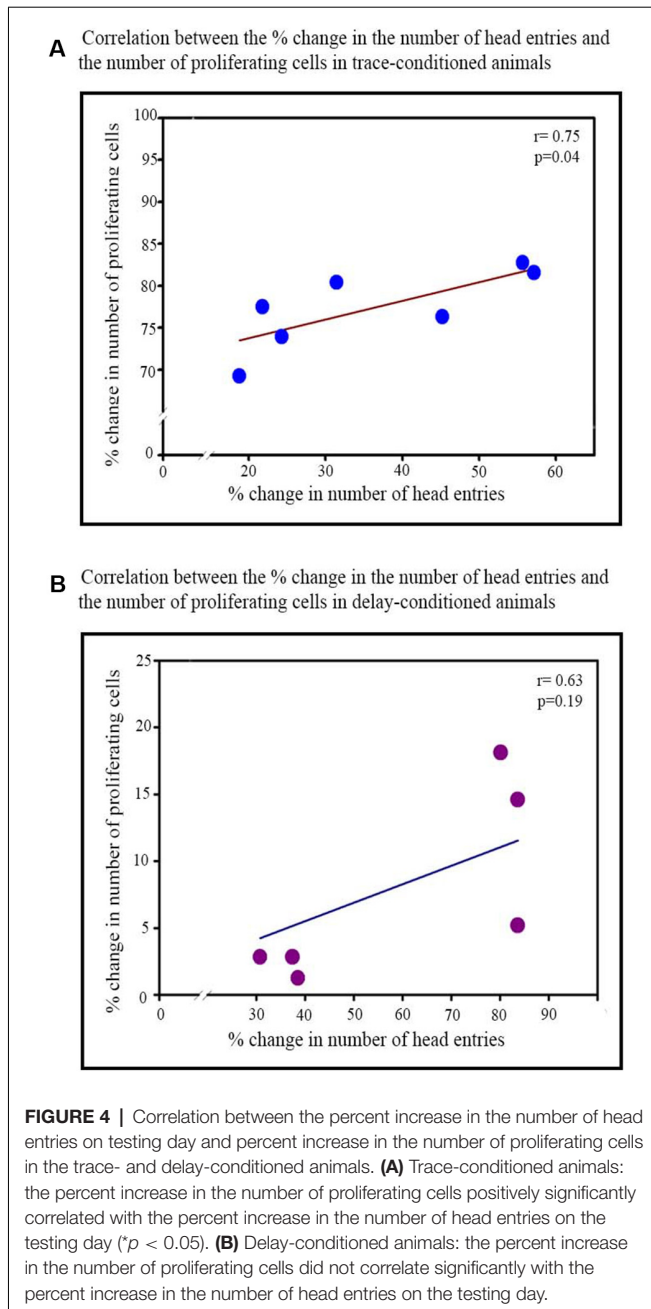 A Correlation between the % change in the number of head entries and
the number of proliferating cells in trace-conditioned animals
% change in number of proliferating cells
100
95
90
85
80
75
70
0
r= 0.75
p=0.04
0 20 30 40 50 60
% change in number of head entries
B Correlation between the % change in the number of head entries and
the number of proliferating cells in delay-conditioned animals
% change in number of proliferating cells
25
20
15
10
5
0
r= 0.63
p=0.19
0 30 40 50 60 70 80 90
% change in number of head entries
FIGURE 4 | Correlation between the percent increase in the number of head
entries on testing day and percent increase in the number of proliferating cells
in the trace- and delay-conditioned animals. (A) Trace-conditioned animals:
the percent increase in the number of proliferating cells positively significantly
correlated with the percent increase in the number of head entries on the
testing day (*p < 0.05). (B) Delay-conditioned animals: the percent increase
in the number of proliferating cells did not correlate significantly with the
percent increase in the number of head entries on the testing day.